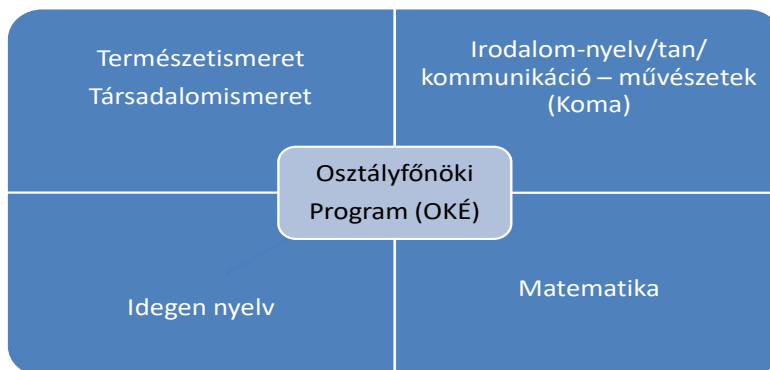 Természetismeret
Társadalomismeret
Irodalom-nyelv/tan/
kommunikáció – művészetek
(Koma)
Osztályfőnöki
Program (OKÉ)
Idegen nyelv
Matematika